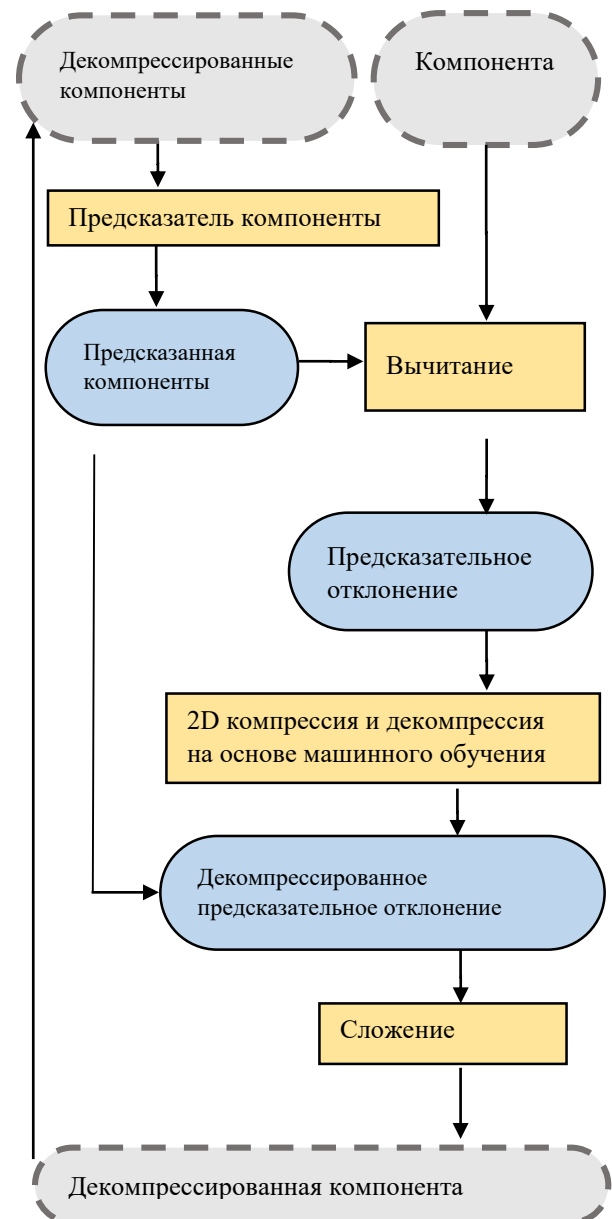 Декомпрессированные
компоненты
Компонента
Предсказатель компоненты
Предсказанная
компоненты
Вычитание
Предсказательное
отклонение
2D компрессия и декомпрессия
на основе машинного обучения
Декомпрессированное
предсказательное отклонение
Сложение
Декомпрессированная компонента